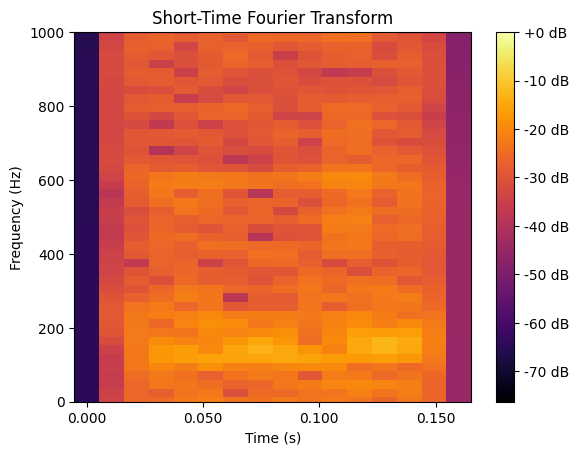 Short-Time Fourier Transform
1000
800
600
400
200
0
Frequency (Hz)
0.000
0.050
0.100
0.150
Time (s)
+0 dB
-10 dB
-20 dB
-30 dB
-40 dB
-50 dB
-60 dB
-70 dB